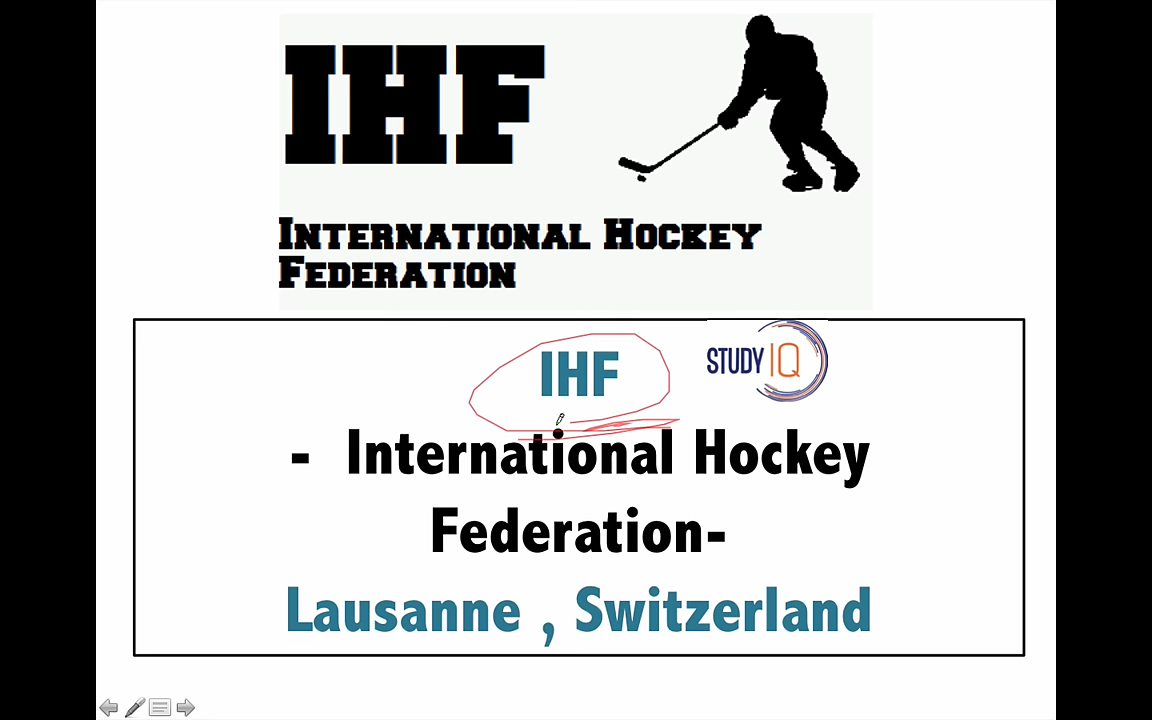 IHF
INTERNATIONAL HOCKEY
FEDERATION
IHF
STUDY IQ
- International Hockey
Federation-
Lausanne , Switzerland